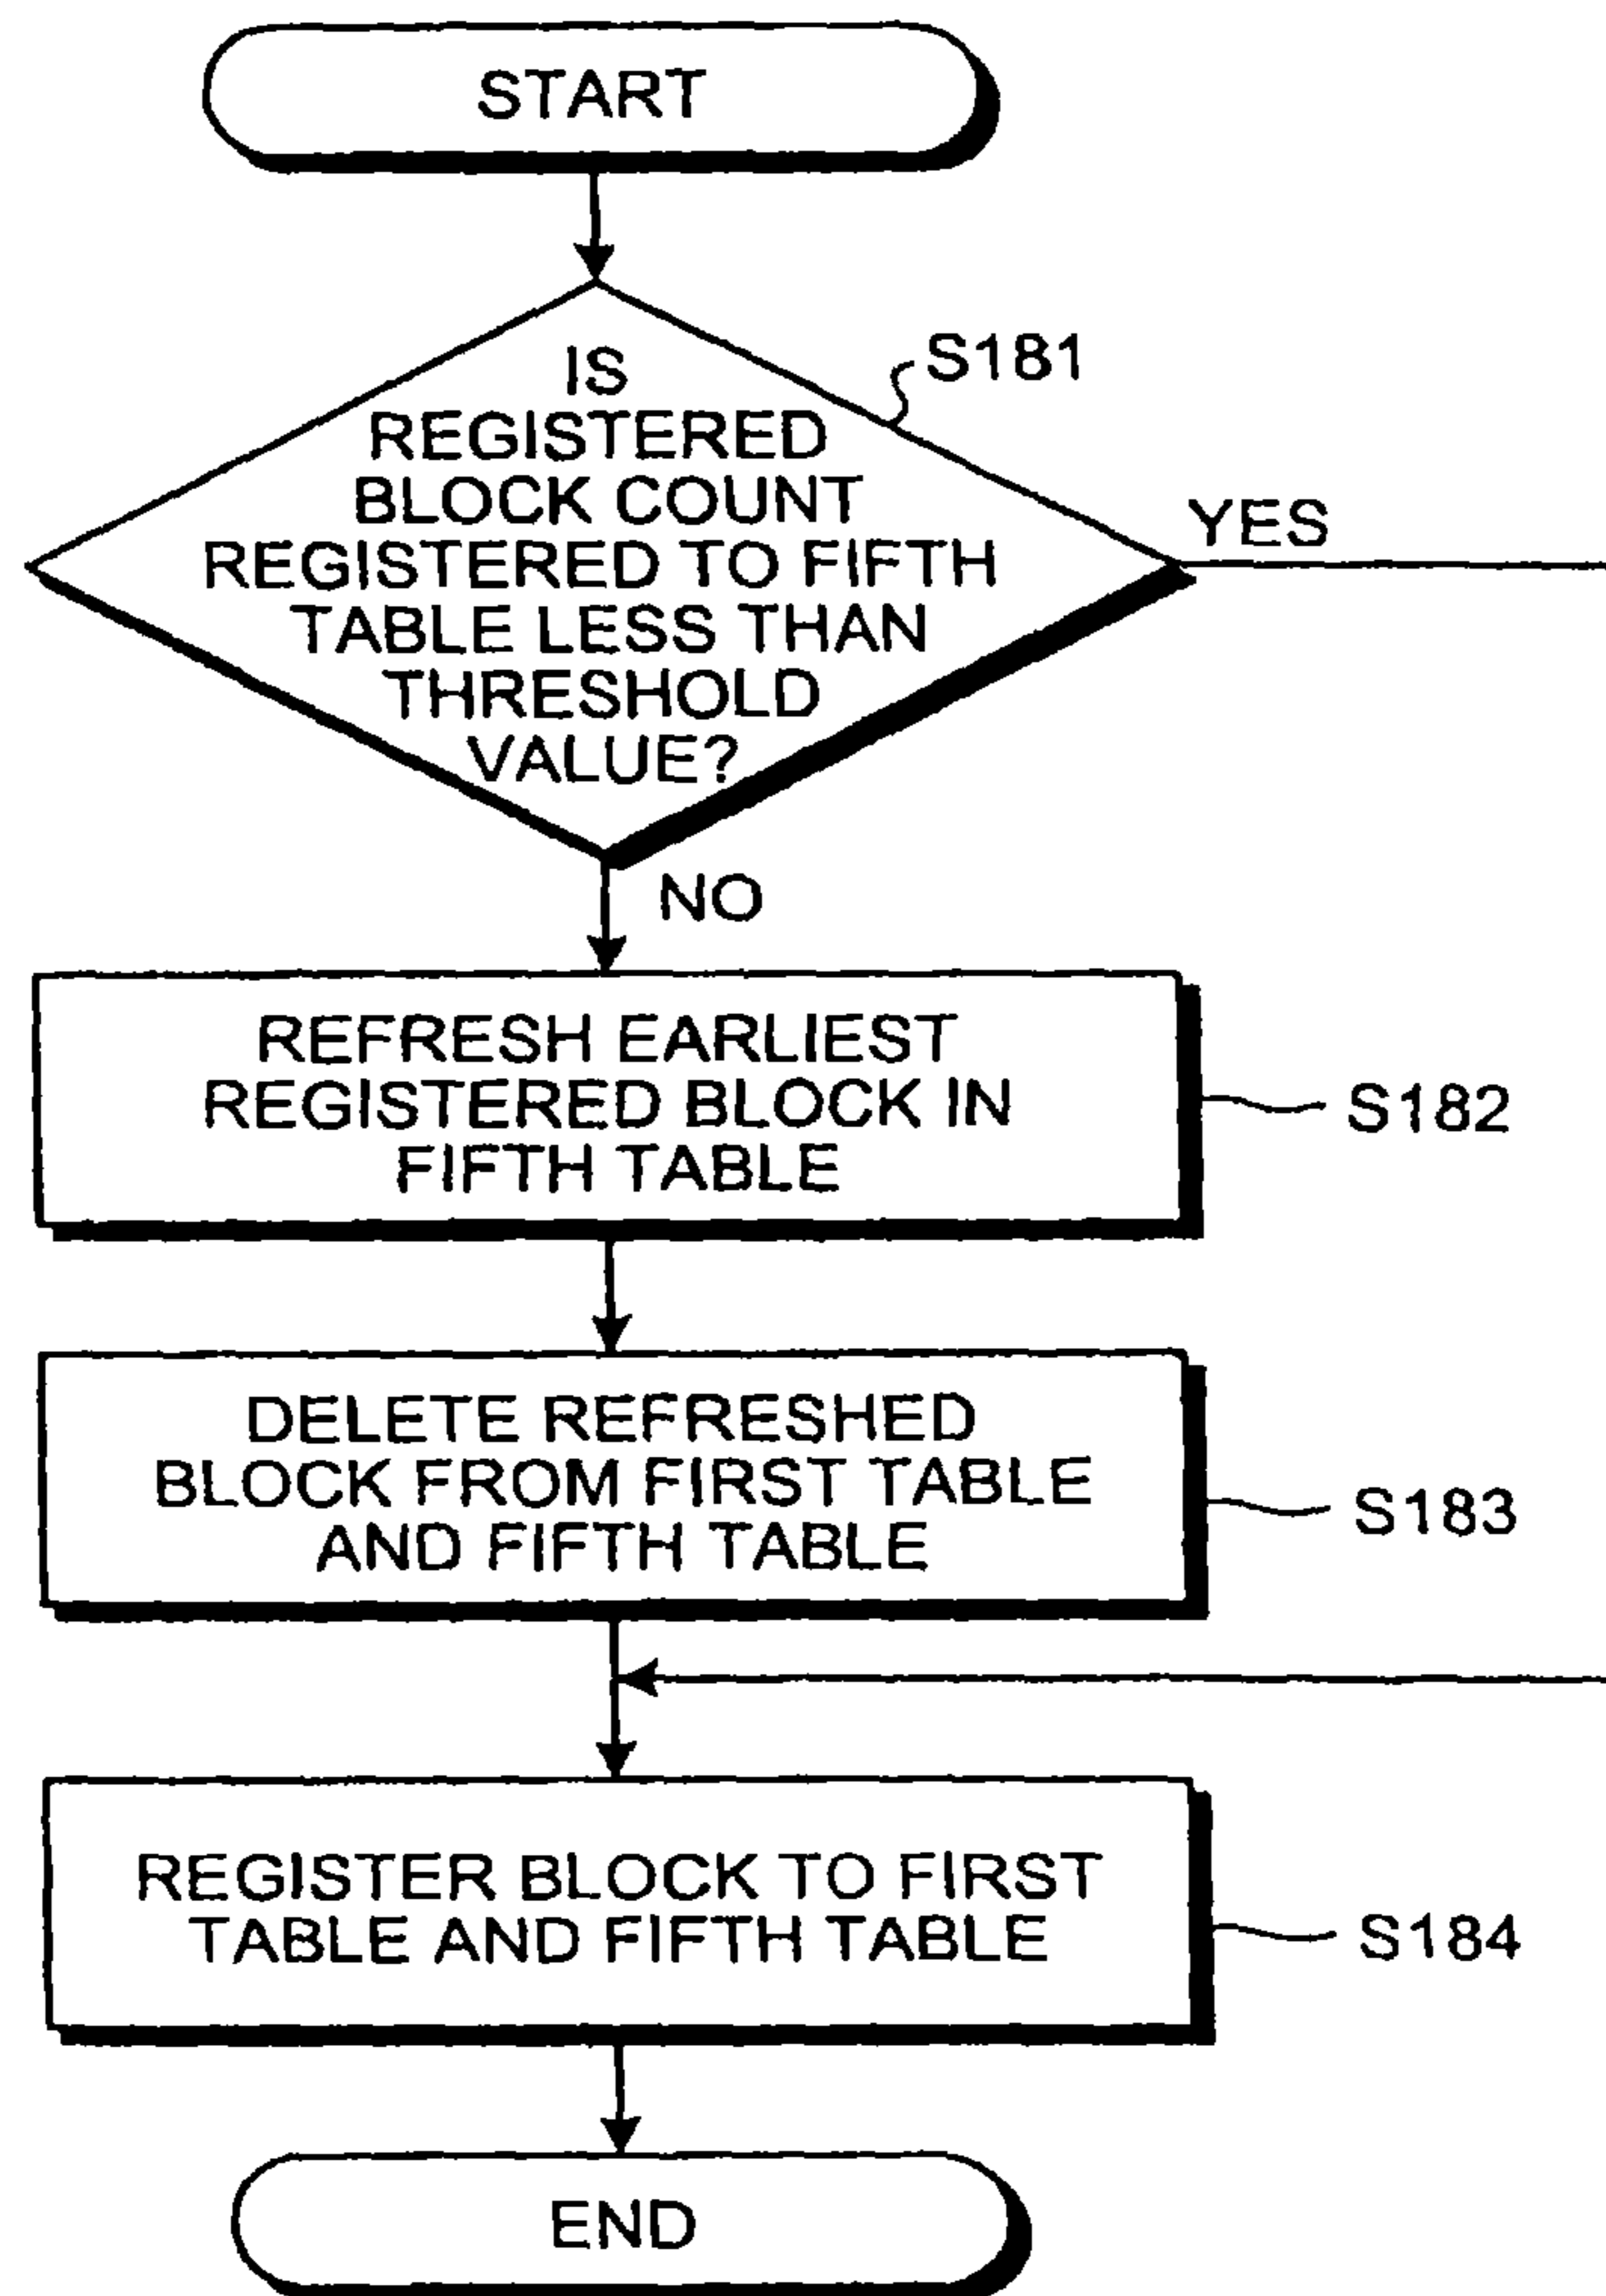 START
IS
REGISTERED
BLOCK COUNT
REGISTERED TO FIFTH
TABLE LESS THAN
THRESHOLD
VALUE?
S181
YES
NO
REFRESH EARLIEST
REGISTERED BLOCK IN
FIFTH TABLE
S182
DELETE REFRESHED
BLOCK FROM FIRST TABLE
AND FIFTH TABLE
S183
REGISTER BLOCK TO FIRST
TABLE AND FIFTH TABLE
S184
END